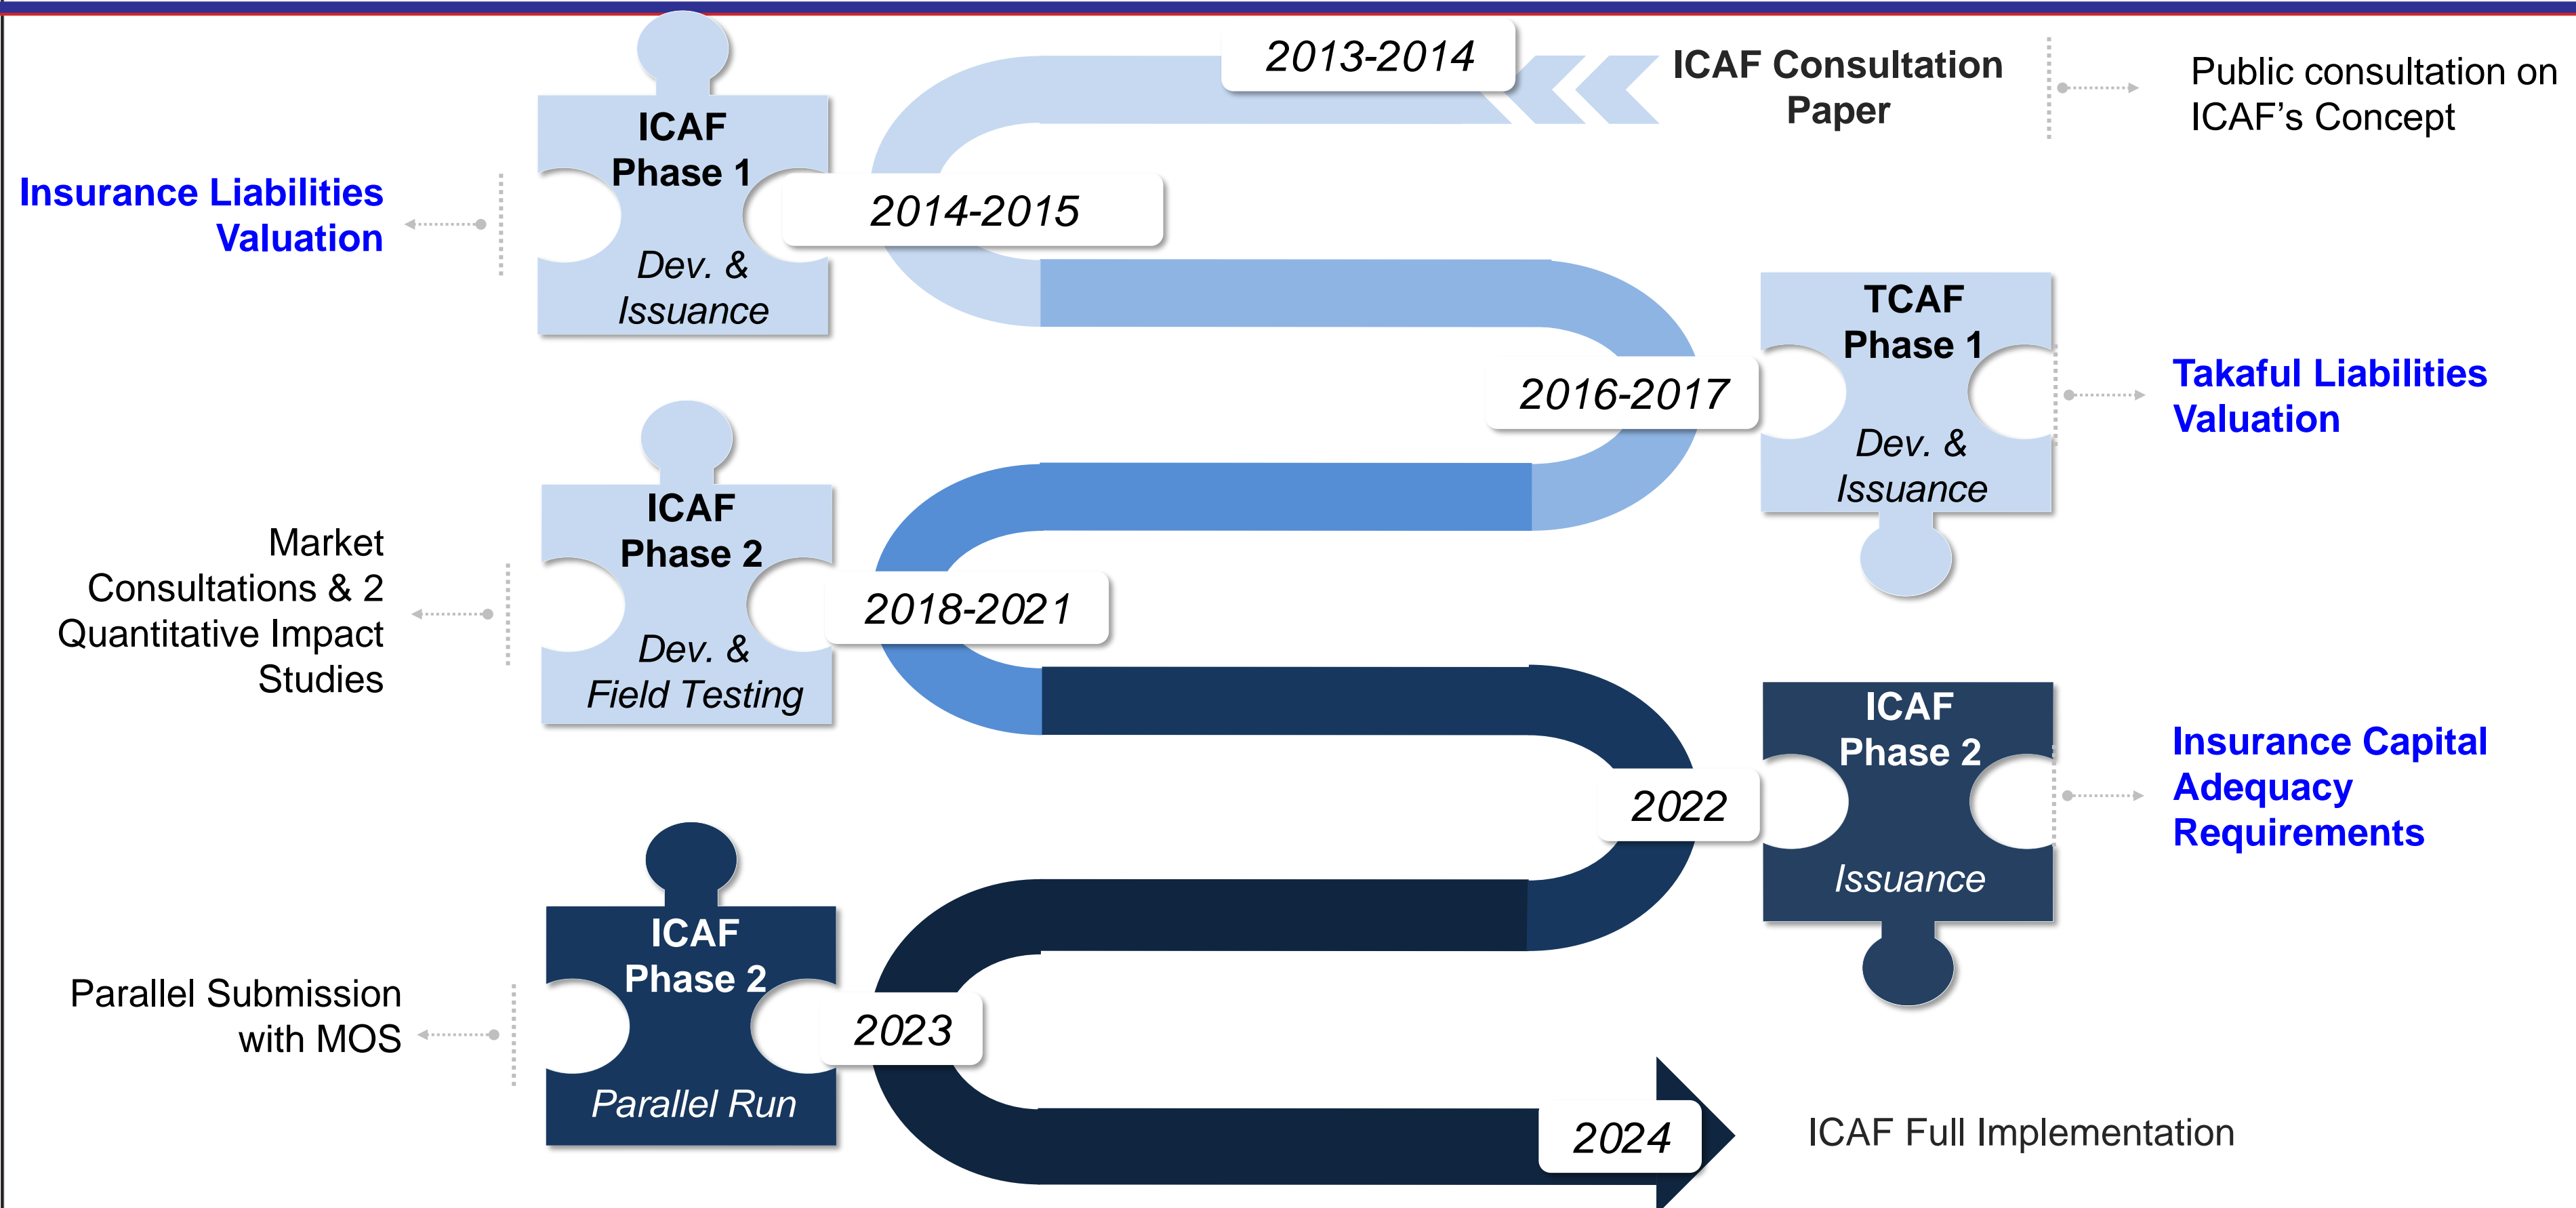 2013-2014
ICAF Consultation
Paper
Public consultation on
ICAF’s Concept
ICAF
Phase 1
Dev. &
Issuance
Insurance Liabilities
Valuation
2014-2015
TCAF
Phase 1
Dev. &
Issuance
2016-2017
Takaful Liabilities
Valuation
ICAF
Phase 2
Dev. &
Field Testing
Market
Consultations & 2
Quantitative Impact
Studies
2018-2021
ICAF
Phase 2
Issuance
2022
Insurance Capital
Adequacy
Requirements
ICAF
Phase 2
Parallel Run
Parallel Submission
with MOS
2023
2024
ICAF Full Implementation